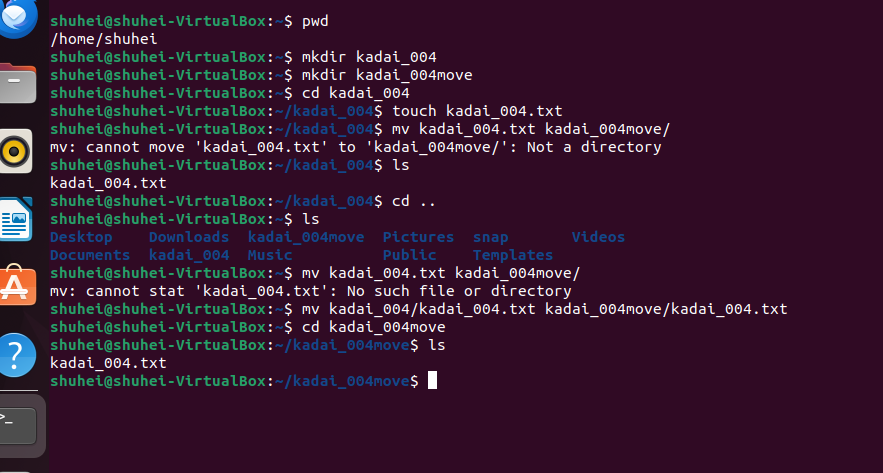 shuhei@shuhei-VirtualBox:~$ pwd
/home/shuhei
shuhei@shuhei-VirtualBox:~$ mkdir kadai_004
shuhei@shuhei-VirtualBox:~$ mkdir kadai_004move
shuhei@shuhei-VirtualBox:~$ cd kadai_004
shuhei@shuhei-VirtualBox:~/kadai_004$ touch kadai_004.txt
shuhei@shuhei-VirtualBox:~/kadai_004$ mv kadai_004.txt kadai_004move/
mv: cannot move 'kadai_004.txt' to 'kadai_004move/': Not a directory
shuhei@shuhei-VirtualBox:~/kadai_004$ ls
kadai_004.txt
shuhei@shuhei-VirtualBox:~/kadai_004$ cd ..
shuhei@shuhei-VirtualBox:~$ ls
Desktop    Downloads  kadai_004move  Pictures  snap       Videos
Documents  kadai_004  Music          Public    Templates
shuhei@shuhei-VirtualBox:~$ mv kadai_004.txt kadai_004move/
mv: cannot stat 'kadai_004.txt': No such file or directory
shuhei@shuhei-VirtualBox:~$ mv kadai_004/kadai_004.txt kadai_004move/kadai_004.txt
shuhei@shuhei-VirtualBox:~$ cd kadai_004move
shuhei@shuhei-VirtualBox:~/kadai_004move$ ls
kadai_004.txt
shuhei@shuhei-VirtualBox:~/kadai_004move$